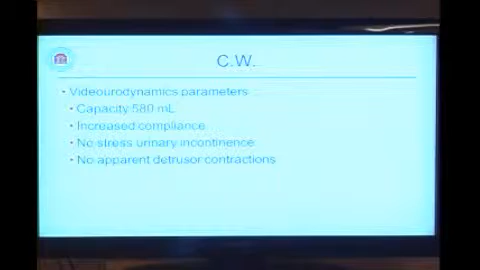 C.W.
• Videourodynamics parameters
• Capacity 580 mL
• Increased compliance
• No stress urinary incontinence
• No apparent detrusor contractions